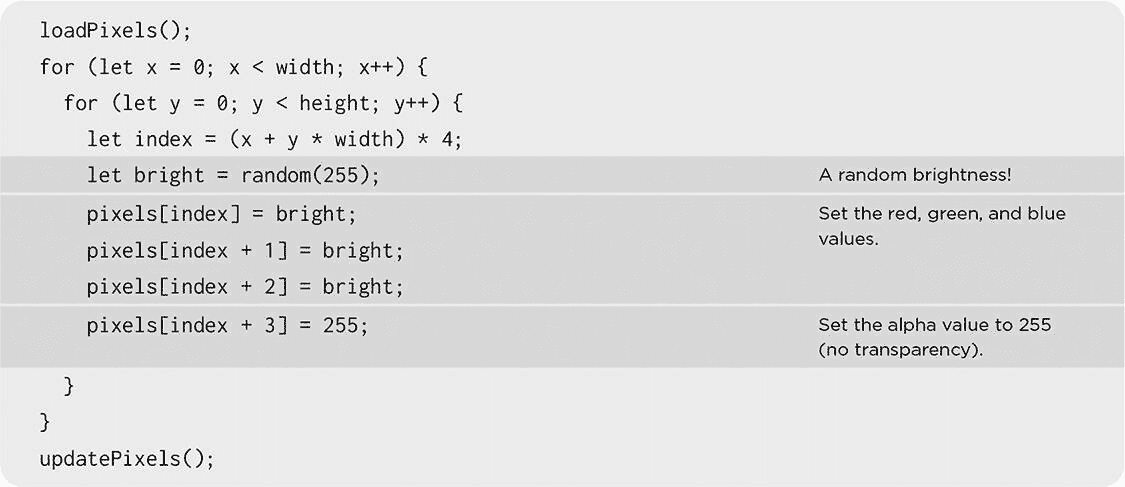 loadPixels();
for (let x = 0; x < width; x++) {
for (let y = 0; y < height; y++) {
let index = (x + y * width) * 4;
let bright = random(255);
A random brightness!
pixels[index] = bright;
Set the red, green, and blue
values.
pixels[index + 1] = bright;
pixels[index + 2] = bright;
pixels[index + 3] = 255;
Set the alpha value to 255
(no transparency).
}
}
updatePixels();